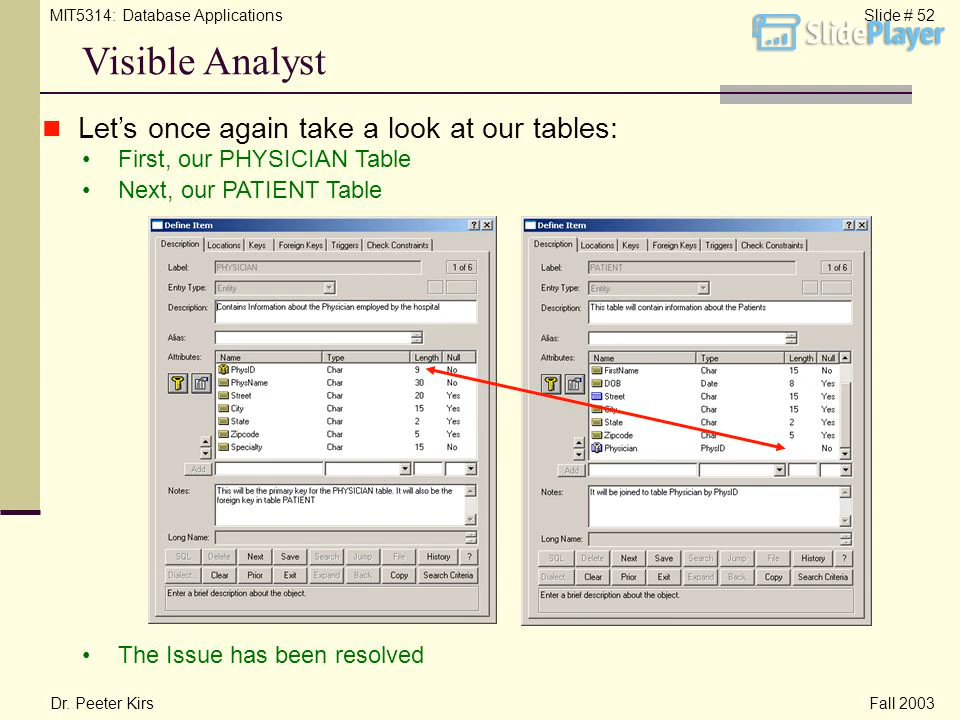 MIT5314: Database Applications
Slide # 52
SlidePlayer
Visible Analyst
Let's once again take a look at our tables:
• First, our PHYSICIAN Table
• Next, our PATIENT Table
Define Item
Description Locations Keys Foreign Keys Triggers Check Constraints
Label: PHYSICIAN 1 of 6
Entry Type: Entity
Description: Contains Information about the Physician employed by the hospital
Alias:
Attributes: Name Type Length Null
PhysID Char 9 No
PhysName Char 30 No
Street Char 20 Yes
City Char 15 Yes
State Char 2 Yes
Zipcode Char 5 Yes
Specialty Char 15 No
Add
Notes: This will be the primary key for the PHYSICIAN table. It will also be the
foreign key in table PATIENT
Long Name:
SQL Delete Next Save Search Jump File History ?
Dialect... Clear Prior Exit Expand Back Copy Search Criteria
Enter a brief description about the object.
Define Item
Description Locations Keys Foreign Keys Triggers Check Constraints
Label: PATIENT 1 of 6
Entry Type: Entity
Description: This table will contain information about the Patients
Alias:
Attributes: Name Type Length Null
FirstName Char 15 No
DOB Date 8 Yes
Street Char 15 Yes
City Char 15 Yes
State Char 2 Yes
Zipcode Char 5 Yes
Physician PhysID No
Add
Notes: It will be joined to table Physician by PhysID
Long Name:
SQL Delete Next Save Search Jump File History ?
Dialect... Clear Prior Exit Expand Back Copy Search Criteria
Enter a brief description about the object.
• The Issue has been resolved
Dr. Peeter Kirs
Fall 2003